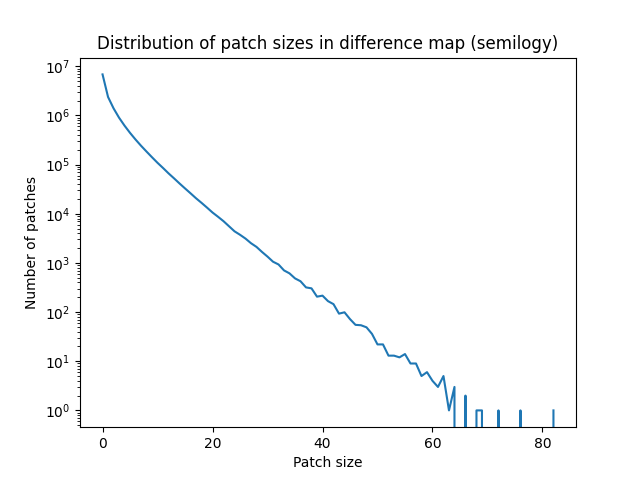 Distribution of patch sizes in difference map (semilogy)
10⁷
10⁶
10⁵
10⁴
10³
10²
10¹
10⁰
Number of patches
0 20 40 60 80
Patch size